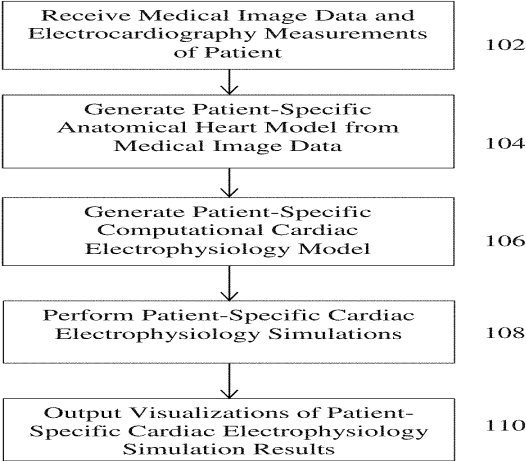 Receive Medical Image Data and
Electrocardiography Measurements
of Patient
102
Generate Patient-Specific
Anatomical Heart Model from
Medical Image Data
104
Generate Patient-Specific
Computational Cardiac
Electrophysiology Model
106
Perform Patient-Specific Cardiac
Electrophysiology Simulations
108
Output Visualizations of Patient-
Specific Cardiac Electrophysiology
Simulation Results
110